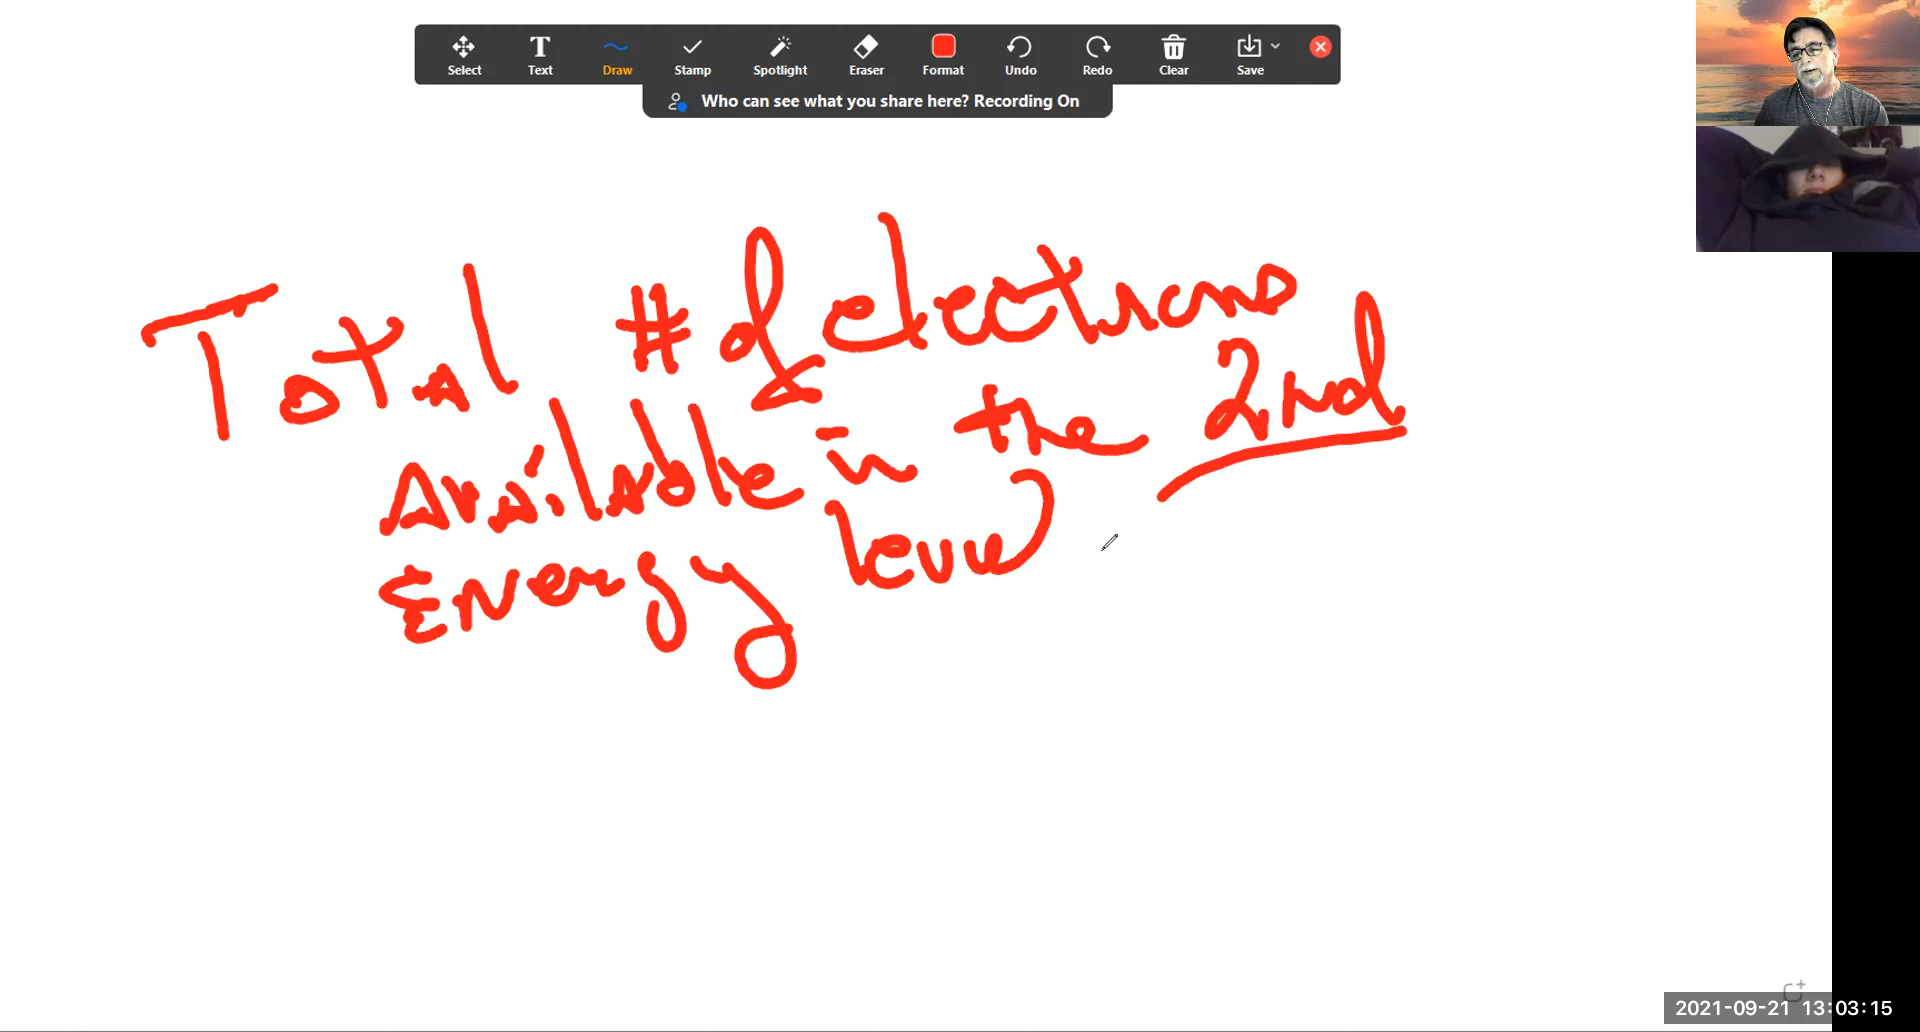 Select Text Draw Stamp Spotlight Eraser Format Undo Redo Clear Save
Who can see what you share here? Recording On
Total # of electrons
Available in the 2nd
Energy level
2021-09-21 13:03:15